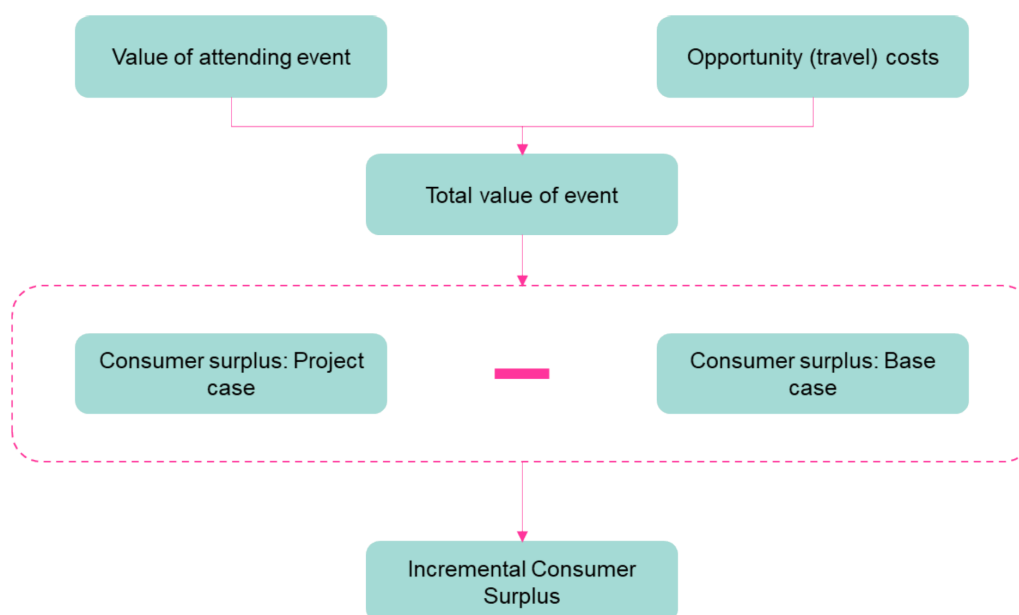 Value of attending event
Opportunity (travel) costs
Total value of event
Consumer surplus: Project
case
Consumer surplus: Base
case
Incremental Consumer
Surplus